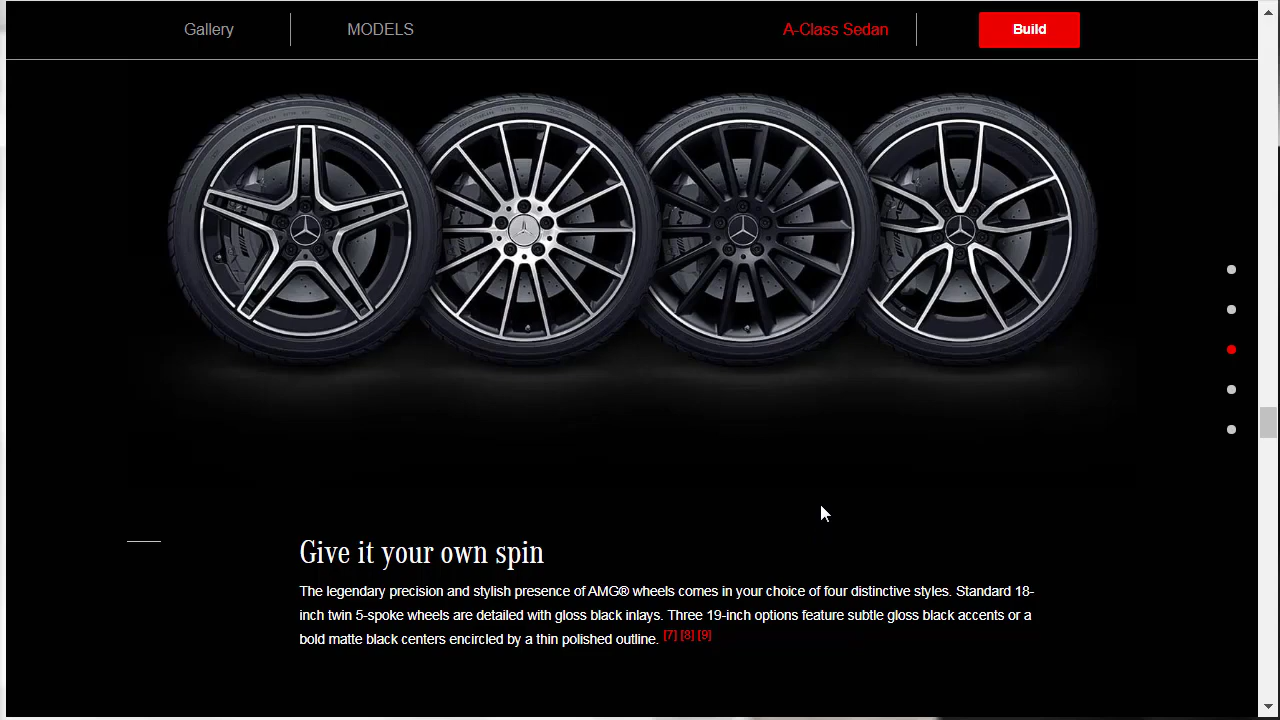 Gallery
MODELS
A-Class Sedan
Build
Give it your own spin
The legendary precision and stylish presence of AMG® wheels comes in your choice of four distinctive styles. Standard 18-
inch twin 5-spoke wheels are detailed with gloss black inlays. Three 19-inch options feature subtle gloss black accents or a
bold matte black centers encircled by a thin polished outline. [7] [8] [9]